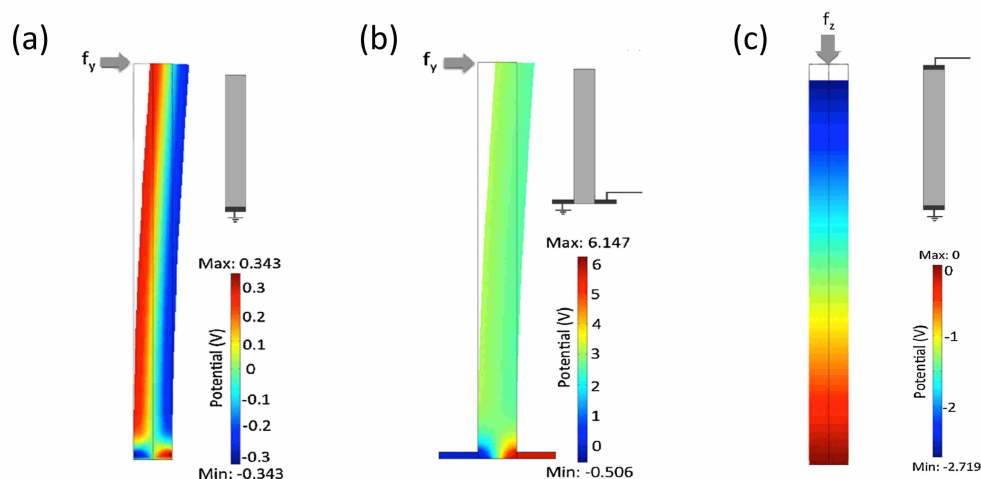 (a)
f_y
Max: 0.343
0.3
0.2
0.1
0
-0.1
-0.2
-0.3
Min: -0.343
Potential (V)
(b)
f_y
Max: 6.147
6
5
4
3
2
1
0
Min: -0.506
Potential (V)
(c)
f_z
Max: 0
0
-1
-2
Min: -2.719
Potential (V)